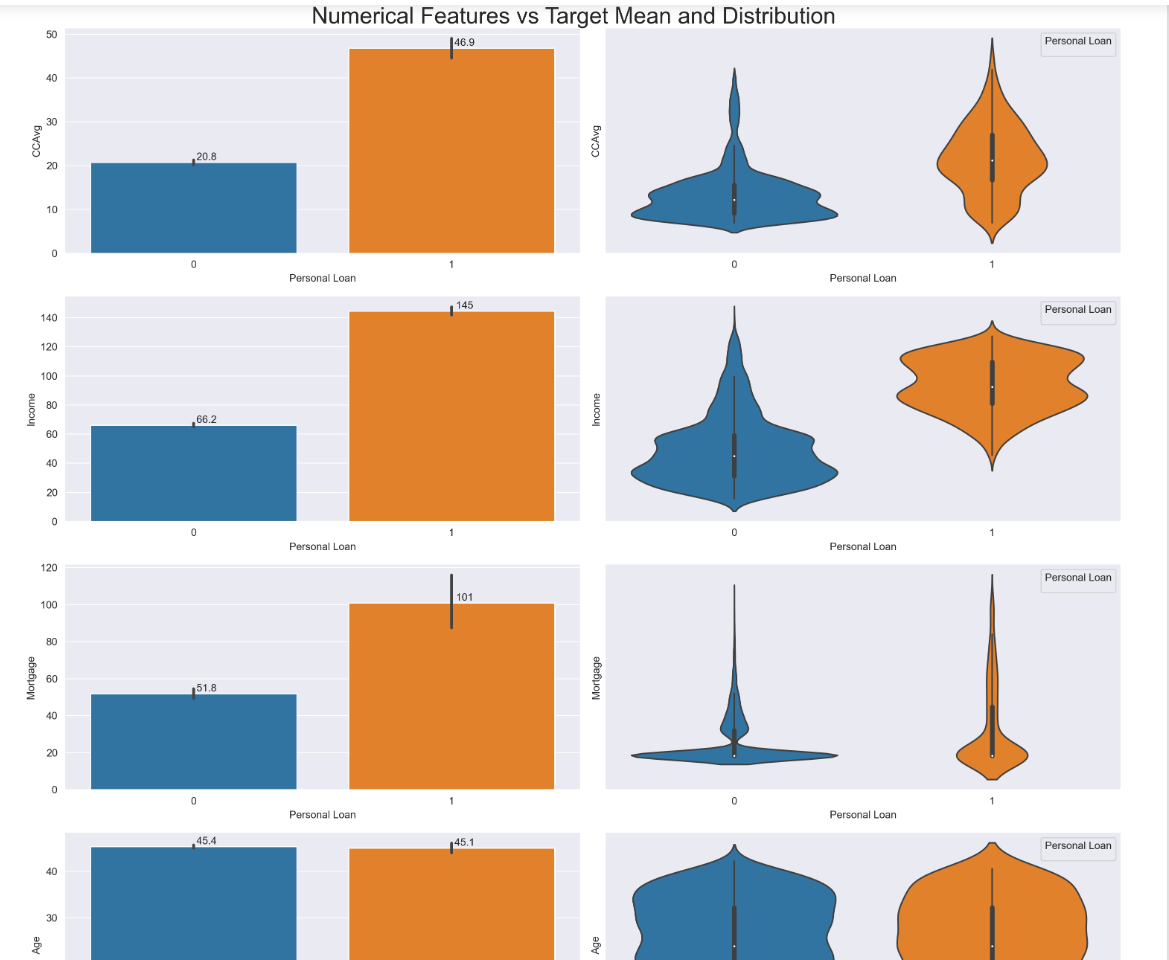 Numerical Features vs Target Mean and Distribution
50
40
30
20
10
0
CCAvg
20.8
46.9
0
1
Personal Loan
CCAvg
Personal Loan
0
1
Personal Loan
140
120
100
80
60
40
20
0
Income
66.2
145
0
1
Personal Loan
Income
Personal Loan
0
1
Personal Loan
120
100
80
60
40
20
0
Mortgage
51.8
101
0
1
Personal Loan
Mortgage
Personal Loan
0
1
Personal Loan
40
30
Age
45.4
45.1
Age
Personal Loan